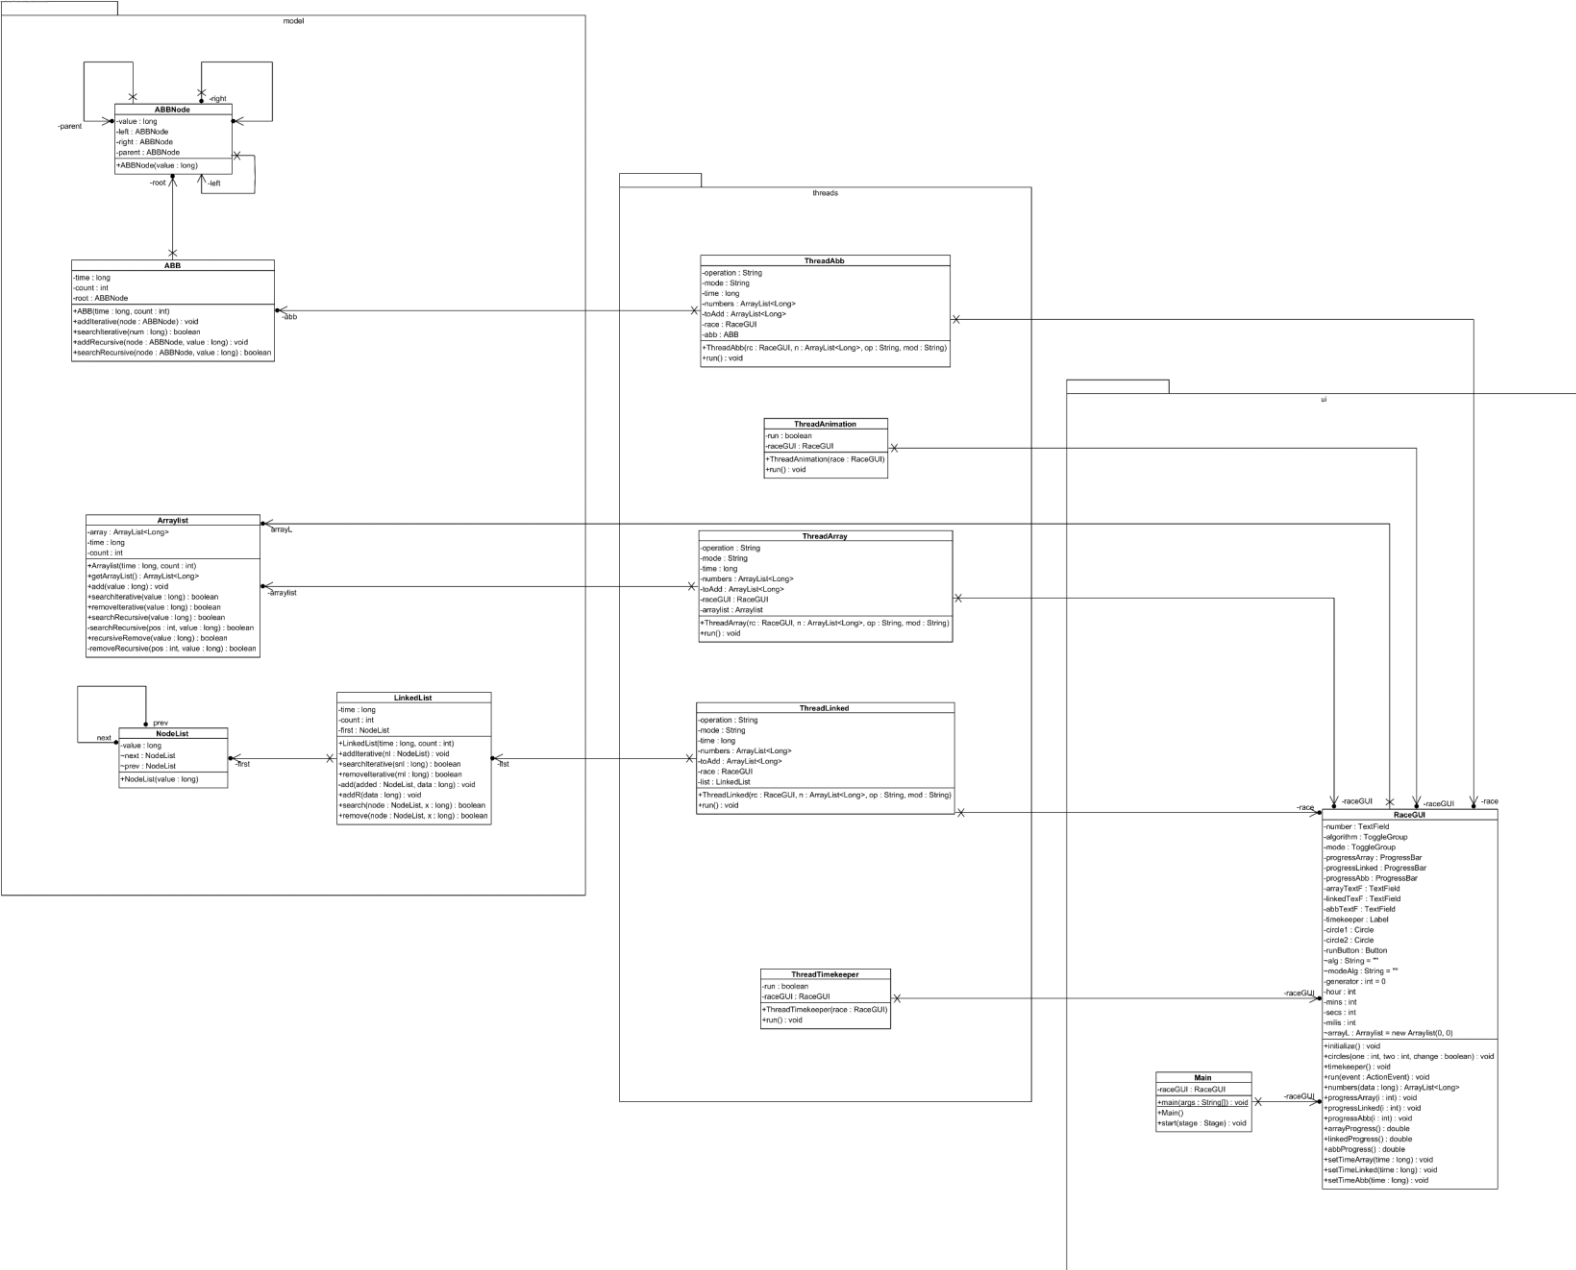 model
-right
-parent
ABBNode
-value : long
-left : ABBNode
-right : ABBNode
-parent : ABBNode
+ABBNode(value : long)
-root
-left
ABB
-time : long
-count : int
-root : ABBNode
+ABB(time : long, count : int)
+addIterative(node : ABBNode) : void
+searchIterative(num : long) : boolean
+addRecursive(node : ABBNode, value : long) : void
+searchRecursive(node : ABBNode, value : long) : boolean
-abb
Arraylist
-array : ArrayList<Long>
-time : long
-count : int
+Arraylist(time : long, count : int)
+getArrayList() : ArrayList<Long>
+add(value : long) : void
+searchIterative(value : long) : boolean
+removeIterative(value : long) : boolean
+searchRecursive(value : long) : boolean
-searchRecursive(pos : int, value : long) : boolean
+recursiveRemove(value : long) : boolean
-removeRecursive(pos : int, value : long) : boolean
arrayL
-arraylist
prev
next
NodeList
-value : long
~next : NodeList
~prev : NodeList
+NodeList(value : long)
-first
LinkedList
-time : long
-count : int
-first : NodeList
+LinkedList(time : long, count : int)
+addIterative(nl : NodeList) : void
+searchIterative(snl : long) : boolean
+removeIterative(rnl : long) : boolean
-add(added : NodeList, data : long) : void
+addR(data : long) : void
+search(node : NodeList, x : long) : boolean
+remove(node : NodeList, x : long) : boolean
-list
threads
ThreadAbb
-operation : String
-mode : String
-time : long
-numbers : ArrayList<Long>
-toAdd : ArrayList<Long>
-race : RaceGUI
-abb : ABB
+ThreadAbb(rc : RaceGUI, n : ArrayList<Long>, op : String, mod : String)
+run() : void
ThreadAnimation
-run : boolean
-raceGUI : RaceGUI
+ThreadAnimation(race : RaceGUI)
+run() : void
ThreadArray
-operation : String
-mode : String
-time : long
-numbers : ArrayList<Long>
-toAdd : ArrayList<Long>
-raceGUI : RaceGUI
-arraylist : Arraylist
+ThreadArray(rc : RaceGUI, n : ArrayList<Long>, op : String, mod : String)
+run() : void
ThreadLinked
-operation : String
-mode : String
-time : long
-numbers : ArrayList<Long>
-toAdd : ArrayList<Long>
-race : RaceGUI
-list : LinkedList
+ThreadLinked(rc : RaceGUI, n : ArrayList<Long>, op : String, mod : String)
+run() : void
ThreadTimekeeper
-run : boolean
-raceGUI : RaceGUI
+ThreadTimekeeper(race : RaceGUI)
+run() : void
ui
-raceGUI
-raceGUI
-race
-race
-raceGUI
-raceGUI
RaceGUI
-number : TextField
-algorithm : ToggleGroup
-mode : ToggleGroup
-progressArray : ProgressBar
-progressLinked : ProgressBar
-progressAbb : ProgressBar
-arrayTextF : TextField
-linkedTexF : TextField
-abbTextF : TextField
-timekeeper : Label
-circle1 : Circle
-circle2 : Circle
-runButton : Button
~alg : String = ""
~modeAlg : String = ""
-generator : int = 0
-hour : int
-mins : int
-secs : int
-milis : int
~arrayL : Arraylist = new Arraylist(0, 0)
+initialize() : void
+circles(one : int, two : int, change : boolean) : void
+timekeeper() : void
+run(event : ActionEvent) : void
+numbers(data : long) : ArrayList<Long>
+progressArray(i : int) : void
+progressLinked(i : int) : void
+progressAbb(i : int) : void
+arrayProgress() : double
+linkedProgress() : double
+abbProgress() : double
+setTimeArray(time : long) : void
+setTimeLinked(time : long) : void
+setTimeAbb(time : long) : void
Main
-raceGUI : RaceGUI
+main(args : String[]) : void
+Main()
+start(stage : Stage) : void